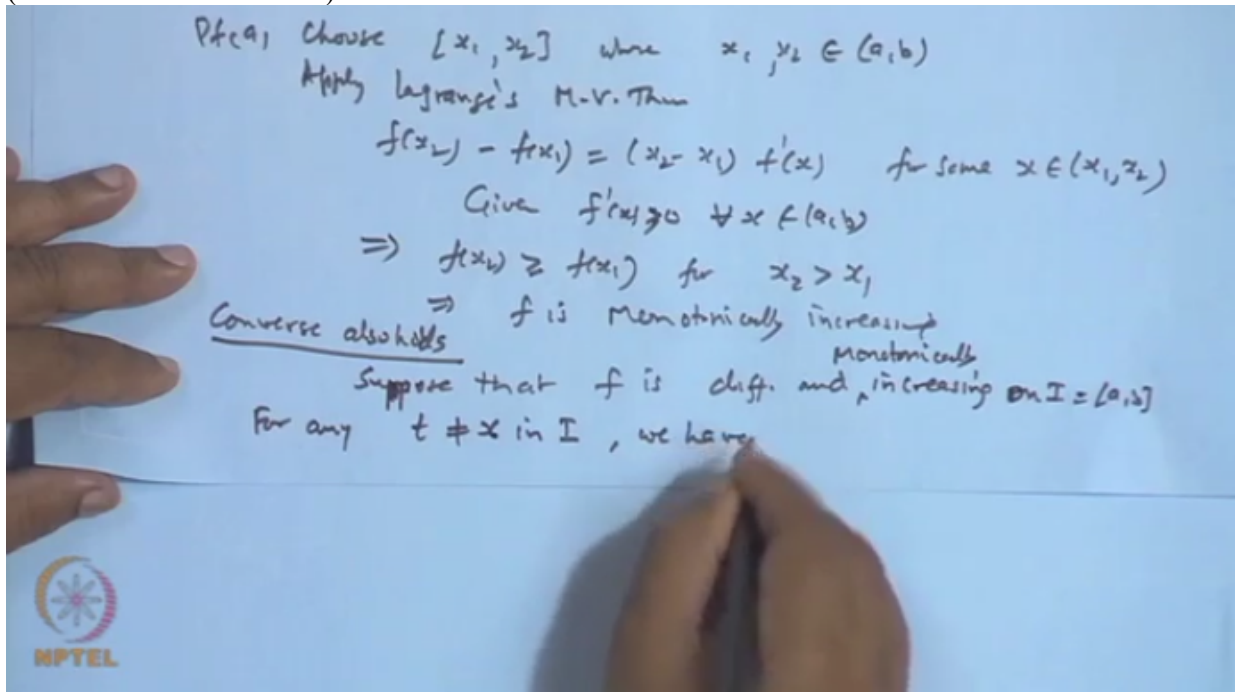 Pf(a) Choose [x₁, x₂] where x₁, x₂ ∈ (a,b)
Apply Lagrange's M.V. Thm
f(x₂) - f(x₁) = (x₂ - x₁) f'(x) for some x ∈ (x₁, x₂)
Given f'(x) ≥ 0 ∀ x ∈ (a,b)
⇒ f(x₂) ≥ f(x₁) for x₂ > x₁
⇒ f is Monotonically increasing
Converse also holds
Suppose that f is diff. and monotonically increasing on I = [a,b]
For any t ≠ x in I, we have
NPTEL